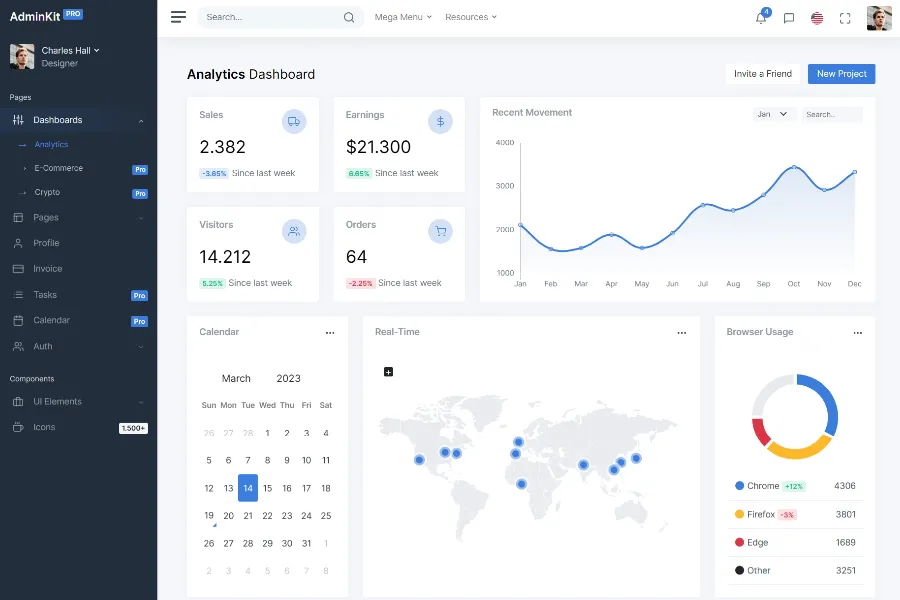 AdminKit PRO
Charles Hall
Designer
Pages
Dashboards
Analytics
E-Commerce Pro
Crypto Pro
Pages
Profile
Invoice
Tasks Pro
Calendar Pro
Auth
Components
UI Elements
Icons 1.500+
Search... Mega Menu Resources 4
Analytics Dashboard Invite a Friend New Project
Sales
2.382
-3.65% Since last week
Earnings
$21.300
6.65% Since last week
Visitors
14.212
5.25% Since last week
Orders
64
-2.25% Since last week
Recent Movement Jan Search..
4000
3000
2000
1000
Jan Feb Mar Apr May Jun Jul Aug Sep Oct Nov Dec
Calendar
March 2023
Sun Mon Tue Wed Thu Fri Sat
26 27 28 1 2 3 4
5 6 7 8 9 10 11
12 13 14 15 16 17 18
19 20 21 22 23 24 25
26 27 28 29 30 31 1
2 3 4 5 6 7 8
Real-Time
+
Browser Usage
Chrome +12% 4306
Firefox -3% 3801
Edge 1689
Other 3251